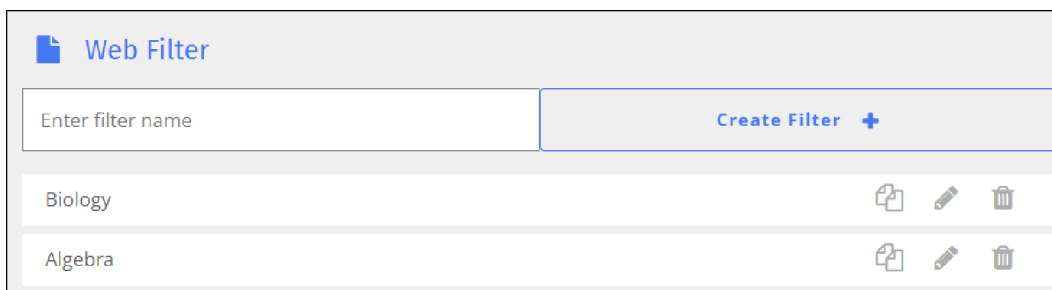 Web Filter
Enter filter name
Create Filter
Biology
Algebra